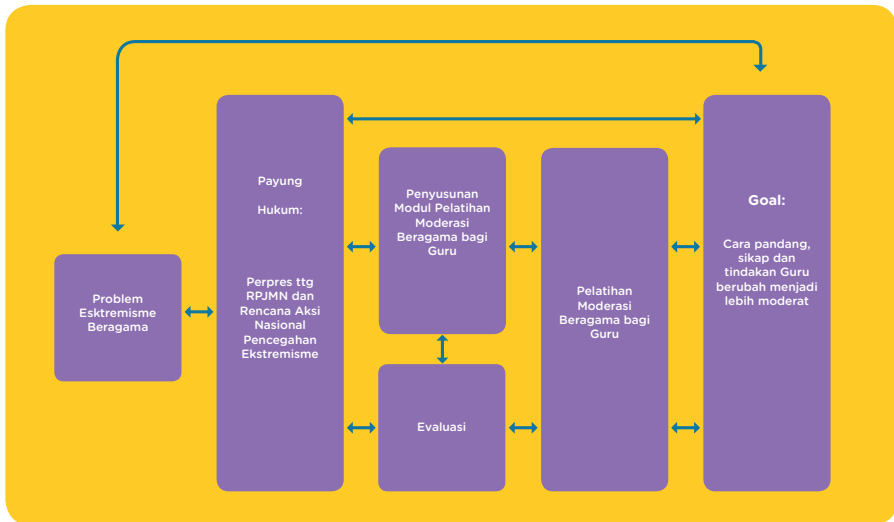 Problem
Esktremisme
Beragama
Payung
Hukum:
Perpres ttg
RPJMN dan
Rencana Aksi
Nasional
Pencegahan
Ekstremisme
Penyusunan
Modul Pelatihan
Moderasi
Beragama bagi
Guru
Evaluasi
Pelatihan
Moderasi
Beragama bagi
Guru
Goal:
Cara pandang,
sikap dan
tindakan Guru
berubah menjadi
lebih moderat